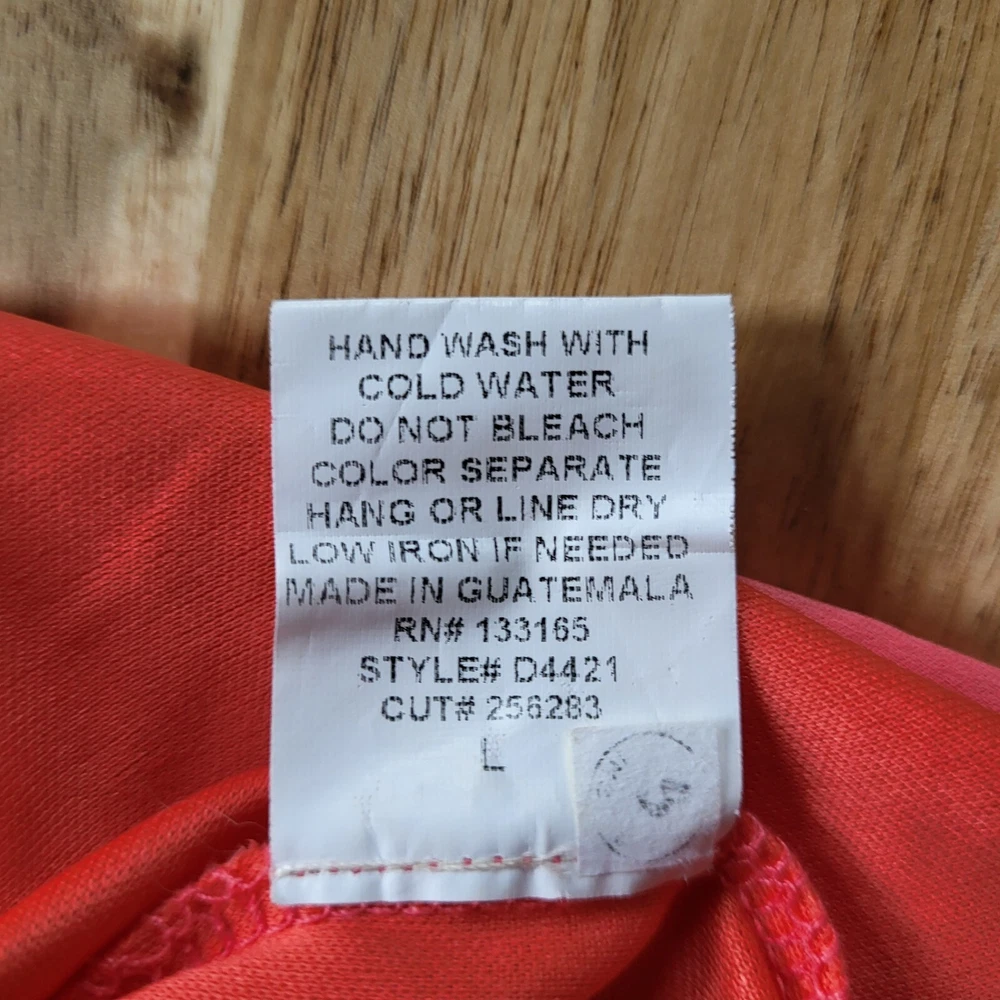 HAND WASH WITH
COLD WATER
DO NOT BLEACH
COLOR SEPARATE
HANG OR LINE DRY
LOW IRON IF NEEDED
MADE IN GUATEMALA
RN# 133165
STYLE# D4421
CUT# 256283
L